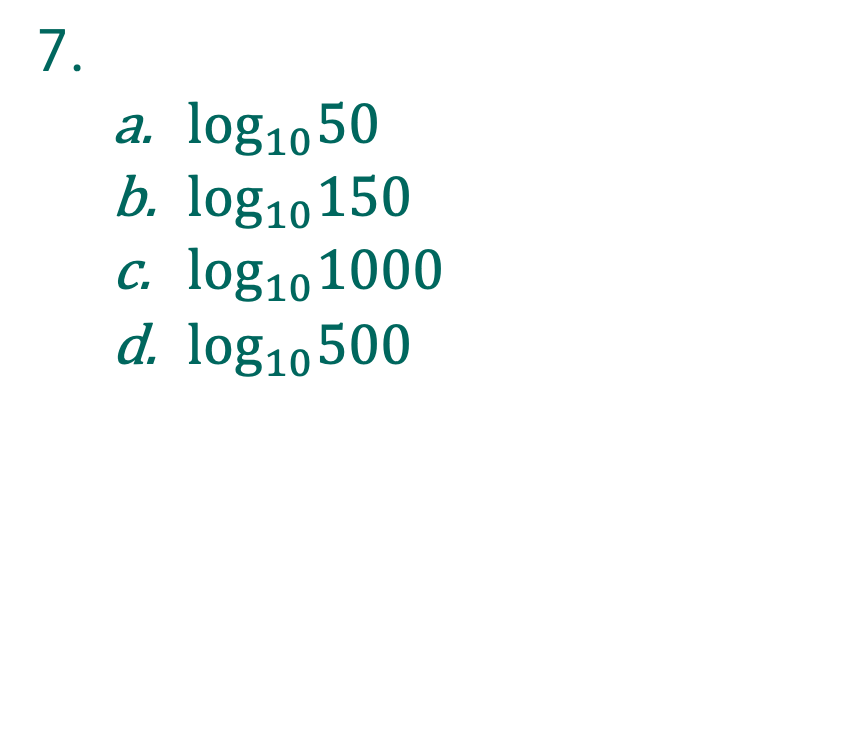 7.
a. log₁₀50
b. log₁₀150
c. log₁₀1000
d. log₁₀500